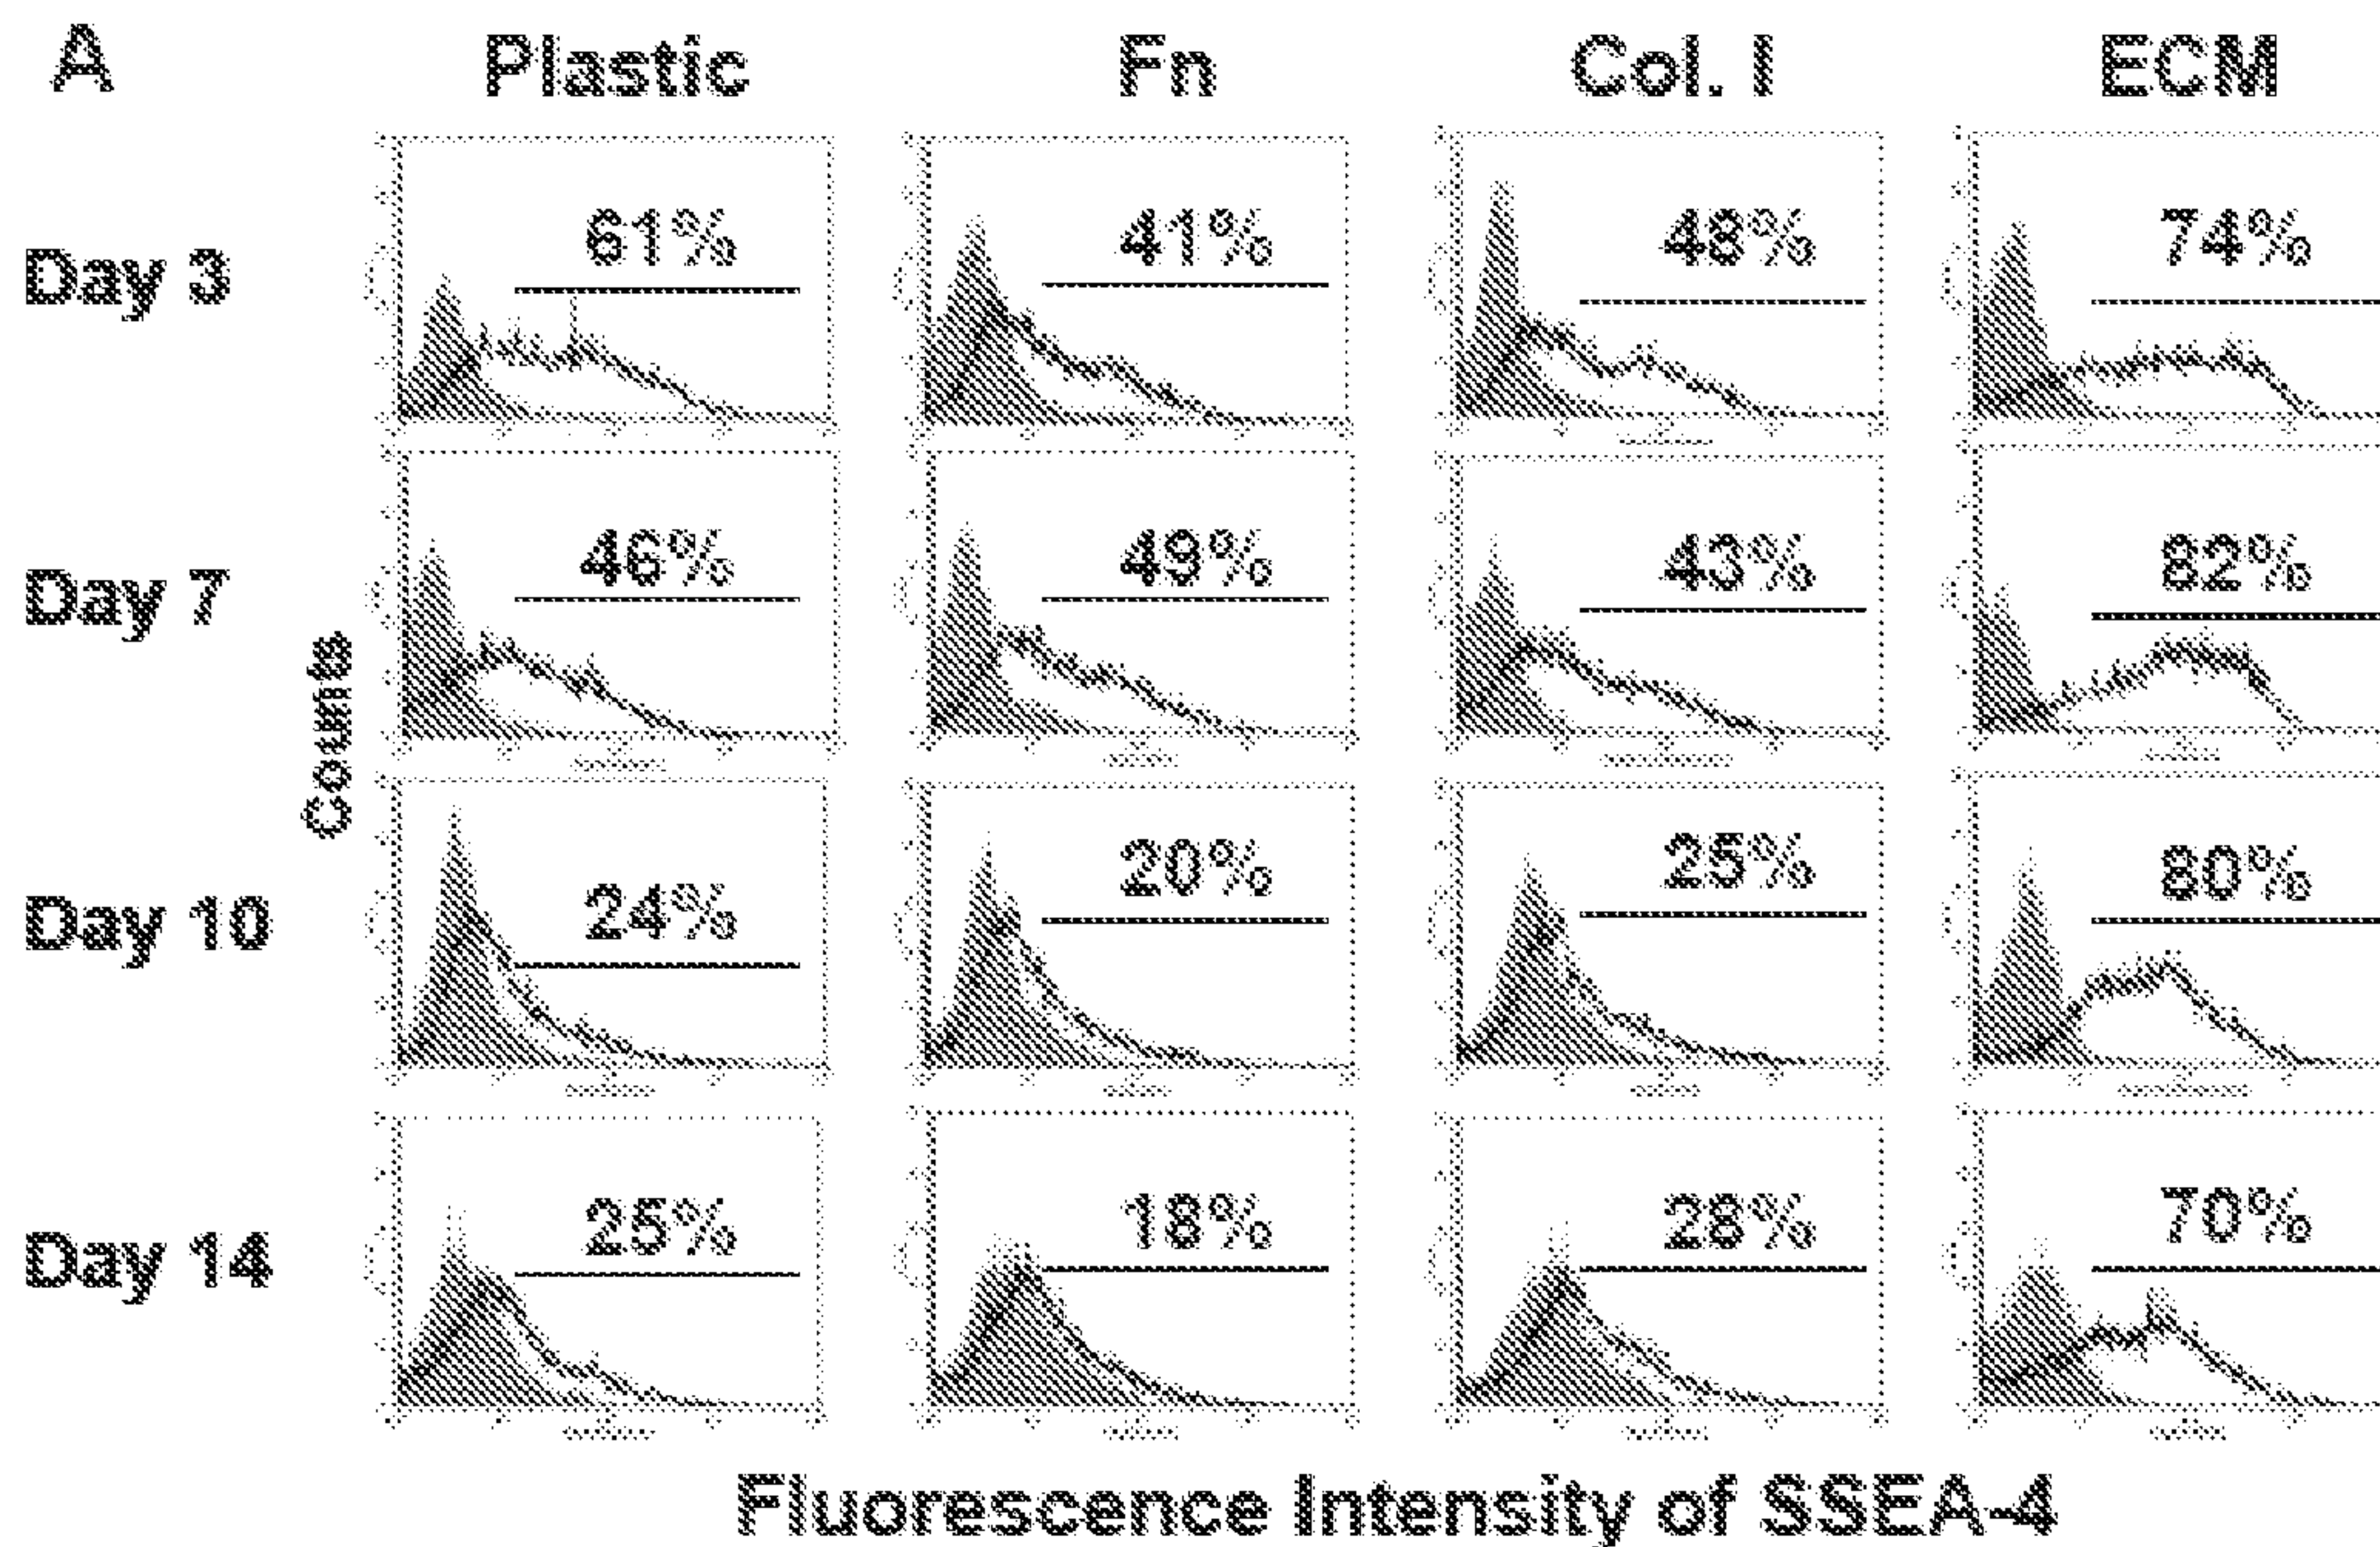 A Plastic Fn Col. I ECM
Day 3 61% 41% 48% 74%
Day 7 46% 49% 43% 82%
Counts
Day 10 24% 20% 25% 80%
Day 14 25% 18% 28% 70%
Fluorescence Intensity of SSEA-4